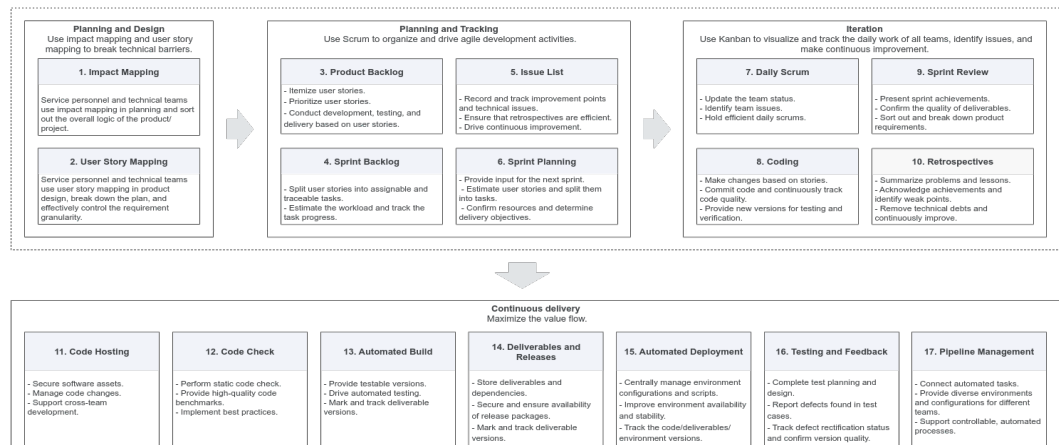 Planning and Design
Use impact mapping and user story
mapping to break technical barriers.
1. Impact Mapping
Service personnel and technical teams
use impact mapping in planning and sort
out the overall logic of the product/
project.
2. User Story Mapping
Service personnel and technical teams
use user story mapping in product
design, break down the plan, and
effectively control the requirement
granularity.
Planning and Tracking
Use Scrum to organize and drive agile development activities.
3. Product Backlog
- Itemize user stories.
- Prioritize user stories.
- Conduct development, testing, and
delivery based on user stories.
4. Sprint Backlog
- Split user stories into assignable and
traceable tasks.
- Estimate the workload and track the
task progress.
5. Issue List
- Record and track improvement points
and technical issues.
- Ensure that retrospectives are efficient.
- Drive continuous improvement.
6. Sprint Planning
- Provide input for the next sprint.
- Estimate user stories and split them
into tasks.
- Confirm resources and determine
delivery objectives.
Iteration
Use Kanban to visualize and track the daily work of all teams, identify issues, and
make continuous improvement.
7. Daily Scrum
- Update the team status.
- Identify team issues.
- Hold efficient daily scrums.
8. Coding
- Make changes based on stories.
- Commit code and continuously track
code quality.
- Provide new versions for testing and
verification.
9. Sprint Review
- Present sprint achievements.
- Confirm the quality of deliverables.
- Sort out and break down product
requirements.
10. Retrospectives
- Summarize problems and lessons.
- Acknowledge achievements and
identify weak points.
- Remove technical debts and
continuously improve.
Continuous delivery
Maximize the value flow.
11. Code Hosting
- Secure software assets.
- Manage code changes.
- Support cross-team
development.
12. Code Check
- Perform static code check.
- Provide high-quality code
benchmarks.
- Implement best practices.
13. Automated Build
- Provide testable versions.
- Drive automated testing.
- Mark and track deliverable
versions.
14. Deliverables and
Releases
- Store deliverables and
dependencies.
- Secure and ensure availability
of release packages.
- Mark and track deliverable
versions.
15. Automated Deployment
- Centrally manage environment
configurations and scripts.
- Improve environment availability
and stability.
- Track the code/deliverables/
environment versions.
16. Testing and Feedback
- Complete test planning and
design.
- Report defects found in test
cases.
- Track defect rectification status
and confirm version quality.
17. Pipeline Management
- Connect automated tasks.
- Provide diverse environments
and configurations for different
teams.
- Support controllable, automated
processes.